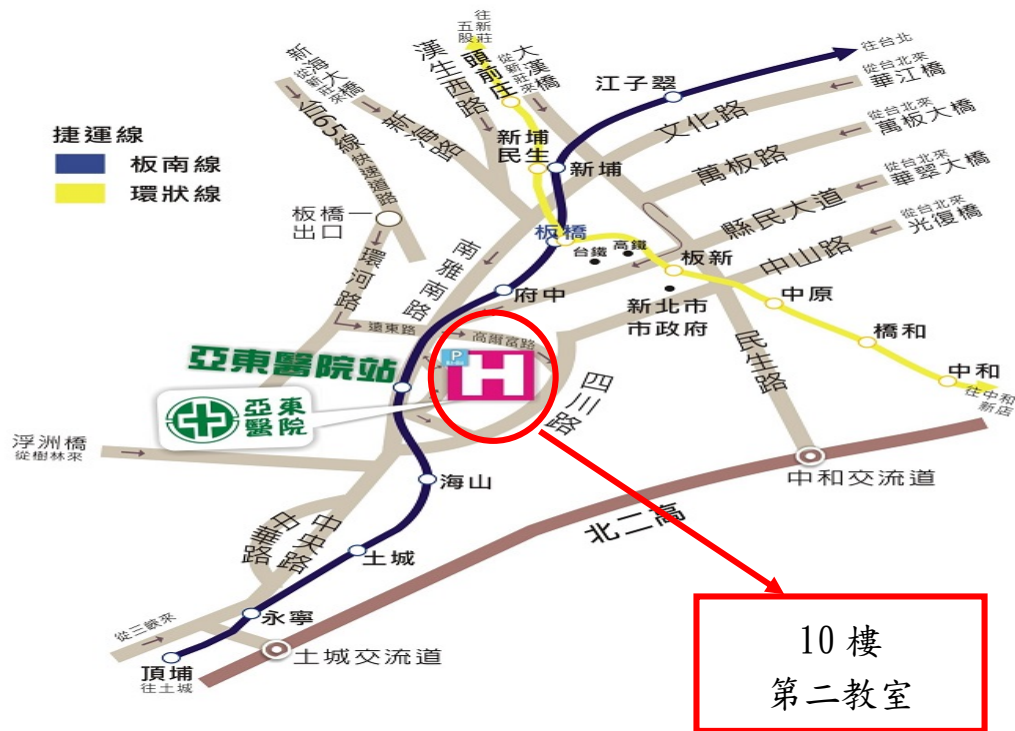 往新莊
五股
頭前庄
新海大橋
從新莊來
台65線
快速道路
新海路
漢生西路
大漢橋
從新莊來
江子翠
往台北
從台北來
華江橋
文化路
從台北來
萬板大橋
萬板路
從台北來
華翠大橋
縣民大道
從台北來
光復橋
中山路
捷運線
板南線
環狀線
新埔
民生
新埔
板橋一
出口
板橋
台鐵
高鐵
板新
環河路
南雅南路
府中
新北市
市政府
中原
橋和
中和
往中和
新店
遠東路
高爾富路
P
H
亞東醫院站
亞東
醫院
四川路
民生路
浮洲橋
從樹林來
海山
中和交流道
北二高
中華路
中央路
土城
永寧
從三峽來
土城交流道
頂埔
往土城
10 樓
第二教室